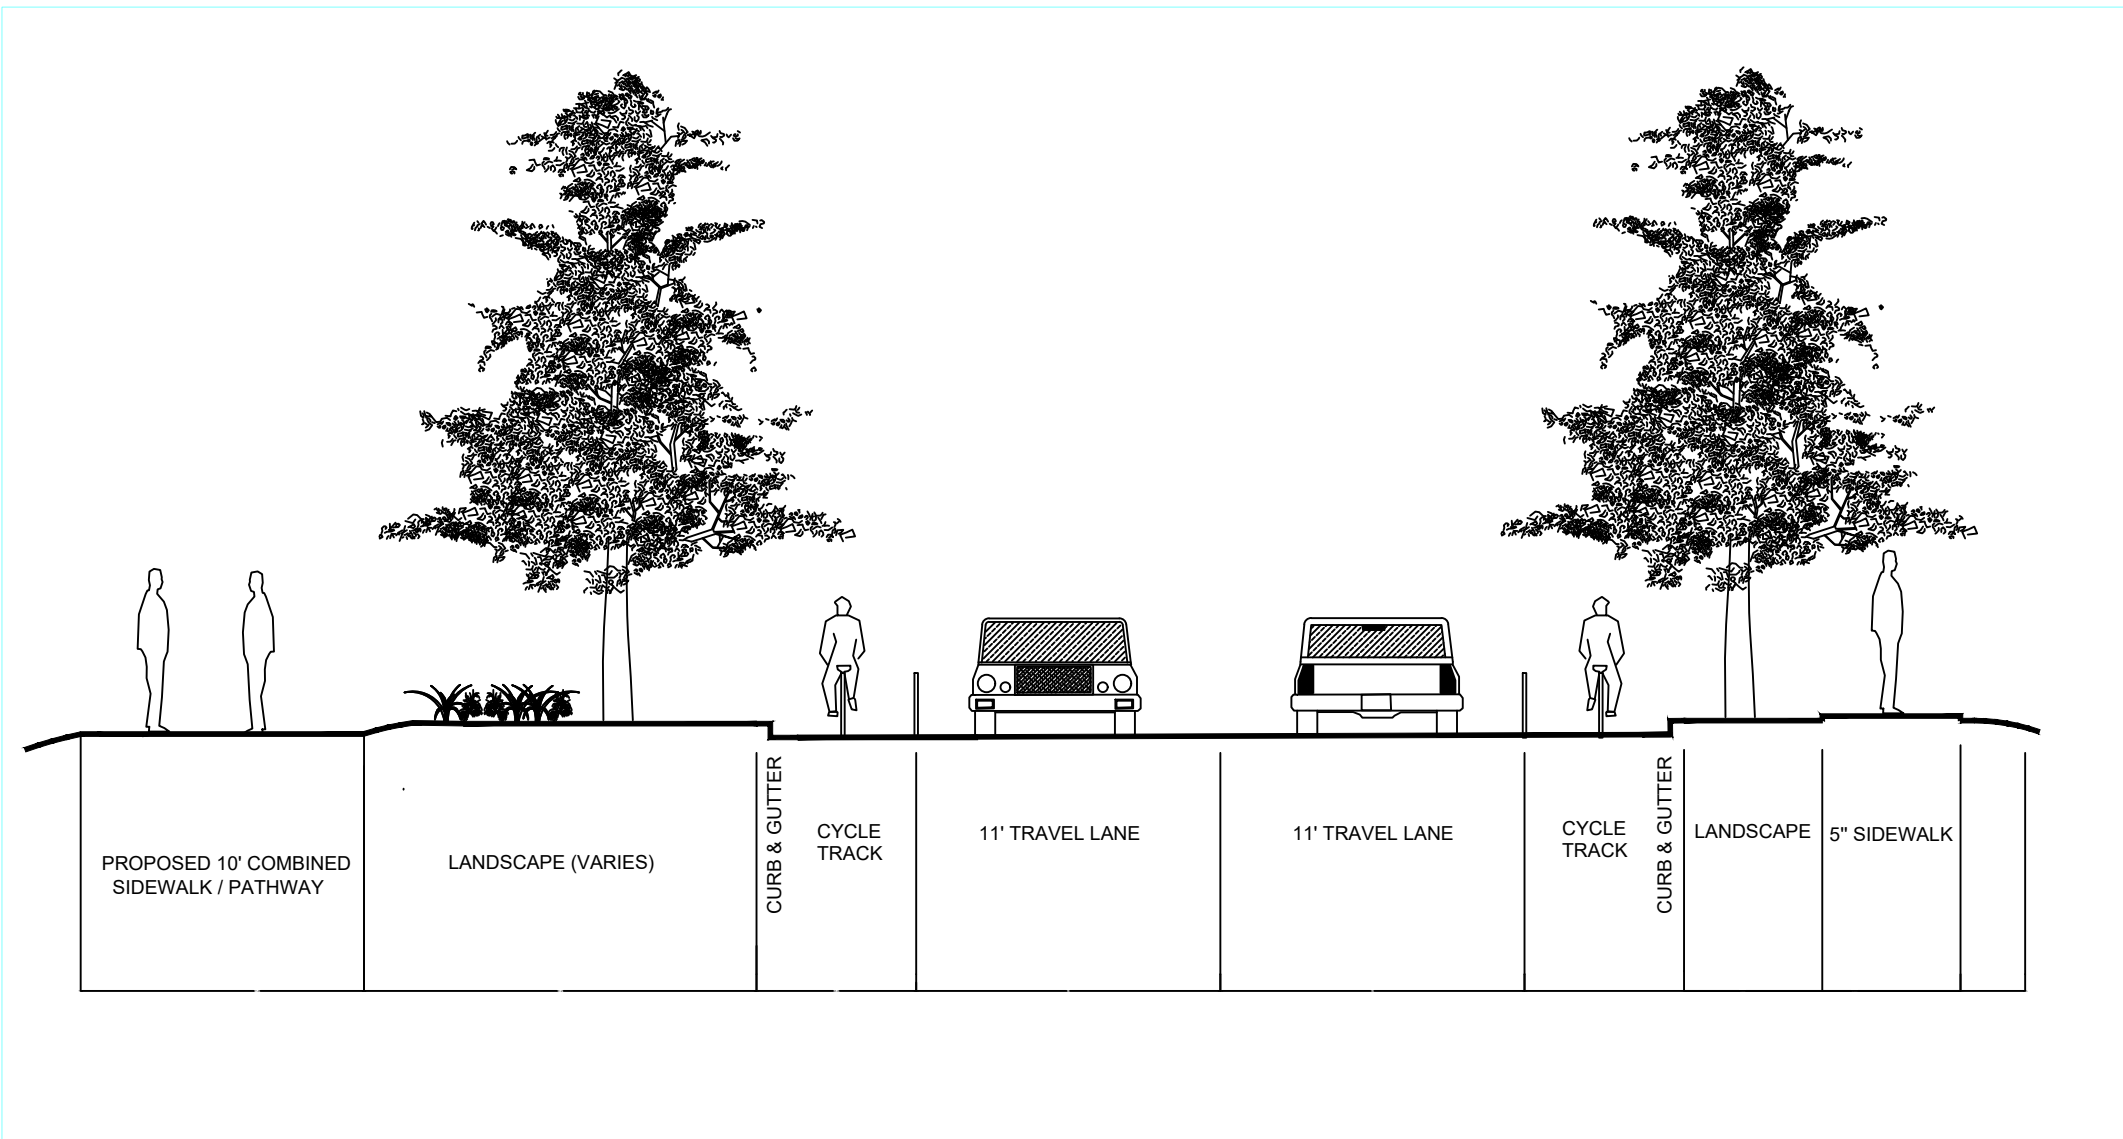 PROPOSED 10' COMBINED
SIDEWALK / PATHWAY
LANDSCAPE (VARIES)
CURB & GUTTER
CYCLE
TRACK
11' TRAVEL LANE
11' TRAVEL LANE
CYCLE
TRACK
CURB & GUTTER
LANDSCAPE
5" SIDEWALK